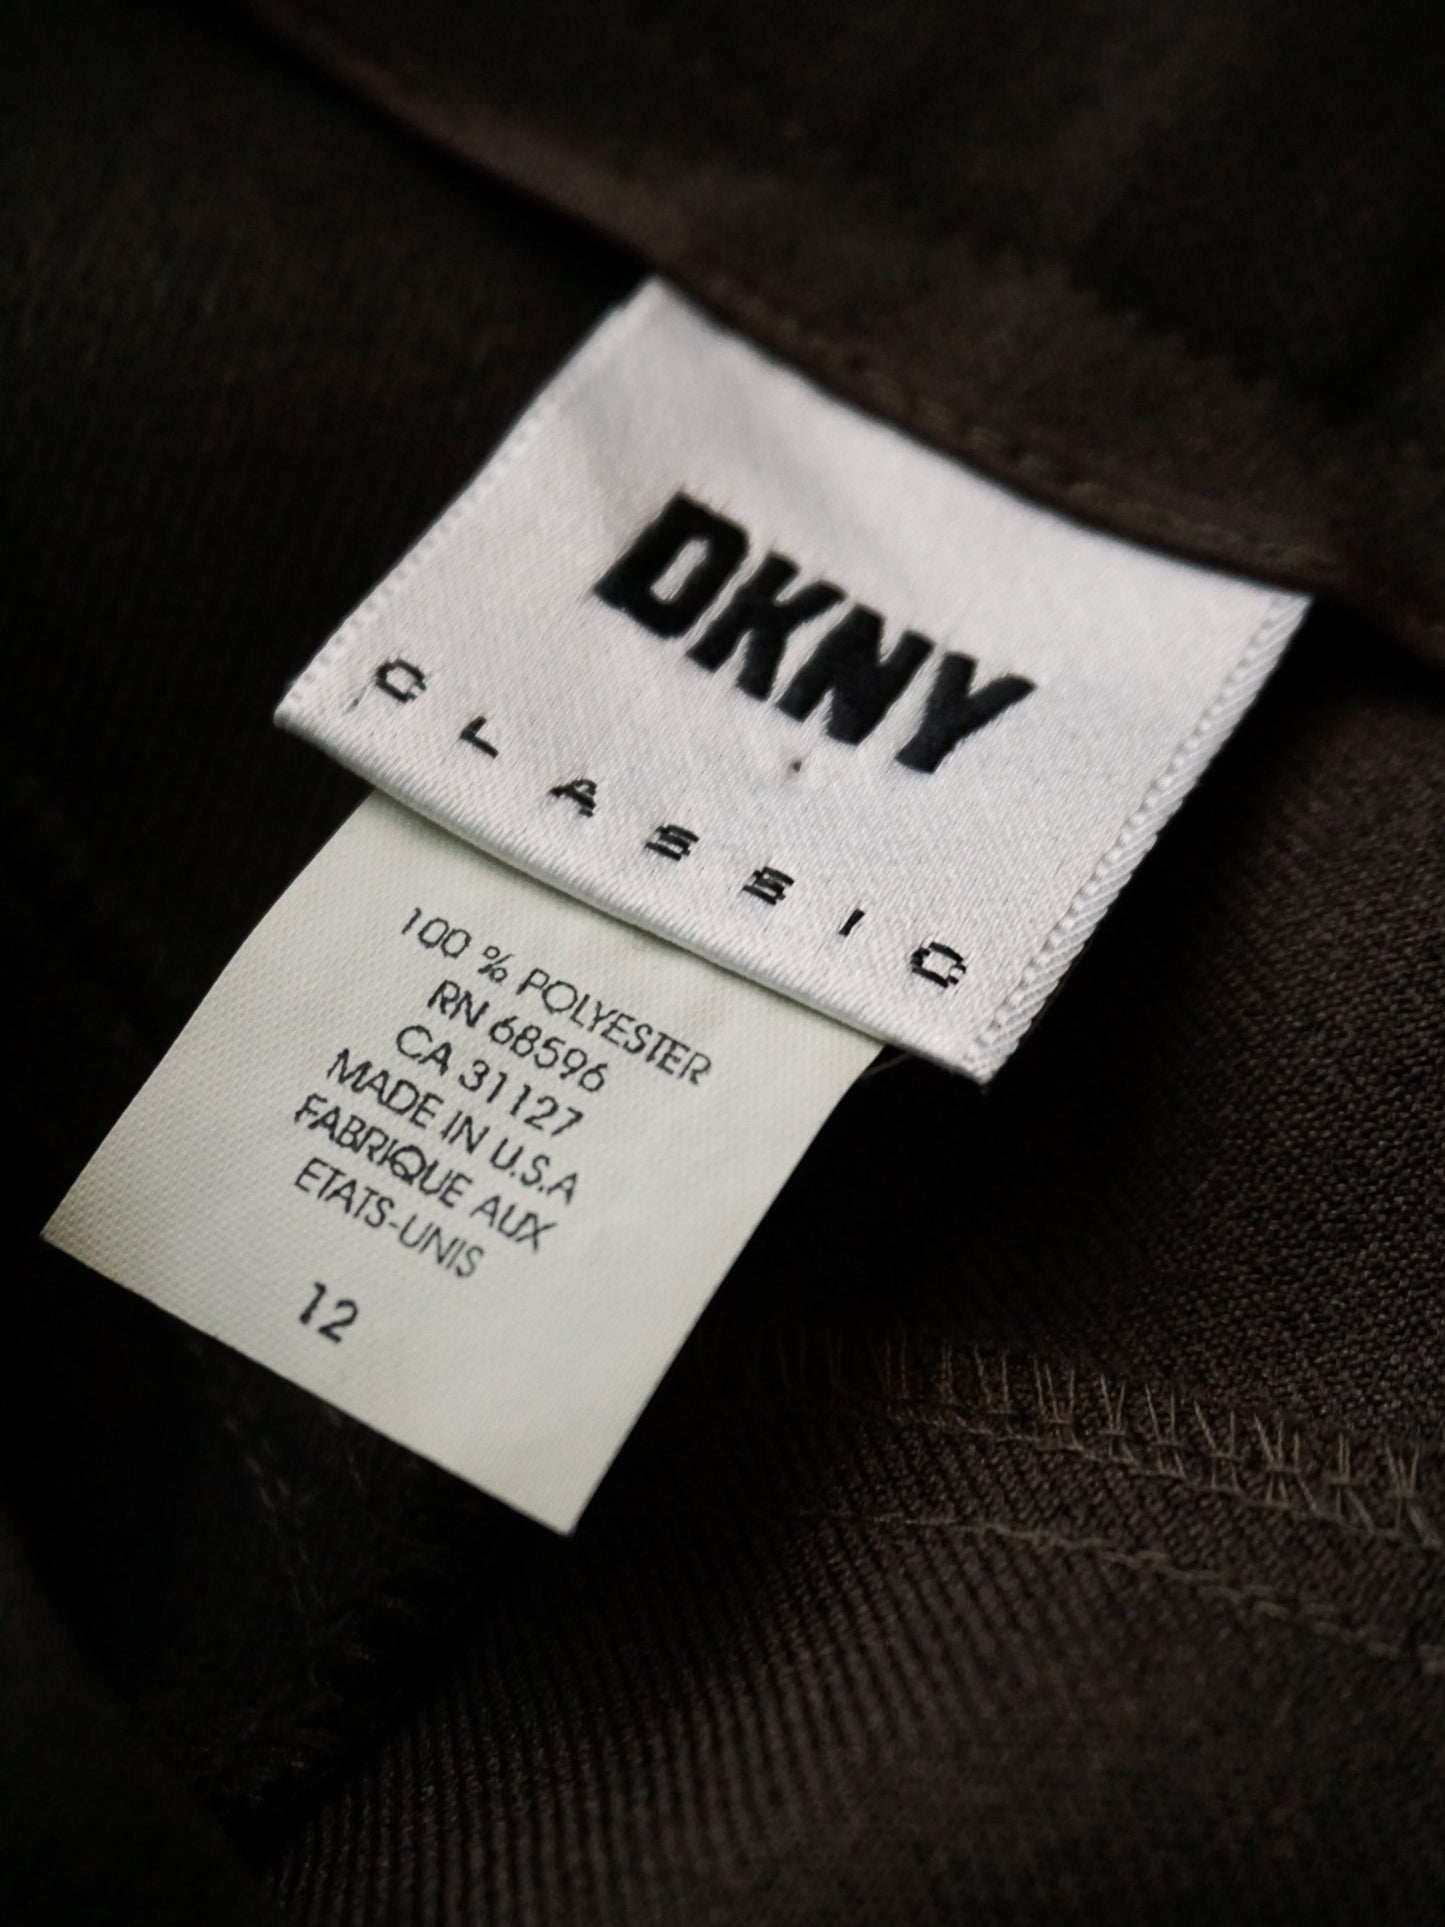 DKNY
CLASSIC
100 % POLYESTER
RN 68596
CA 31127
MADE IN U.S.A
FABRIQUE AUX
ETATS-UNIS
12